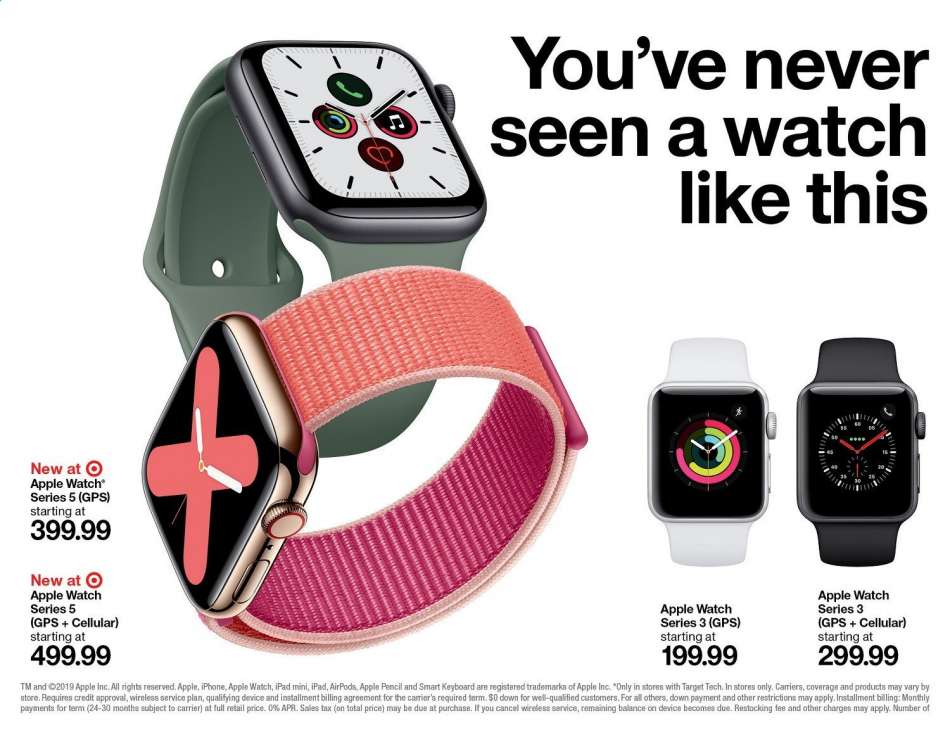 You've never
seen a watch
like this
New at
Apple Watch*
Series 5 (GPS)
starting at
399.99
New at
Apple Watch
Series 5
(GPS + Cellular)
starting at
499.99
Apple Watch
Series 3 (GPS)
starting at
199.99
Apple Watch
Series 3
(GPS + Cellular)
starting at
299.99
TM and ©2019 Apple Inc. All rights reserved. Apple, iPhone, Apple Watch, iPad mini, iPad, AirPods, Apple Pencil and Smart Keyboard are registered trademarks of Apple Inc. *Only in stores with Target Tech. In stores only. Carriers, coverage and products may vary by
store. Requires credit approval, wireless service plan, qualifying device and installment billing agreement for the carrier's required term. $0 down for well-qualified customers. For all others, down payment and other restrictions may apply. Installment billing: Monthly
payments for term (24-30 months subject to carrier) at full retail price. 0% APR. Sales tax (on total price) may be due at purchase. If you cancel wireless service, remaining balance on device becomes due. Restocking fee and other charges may apply. Number of